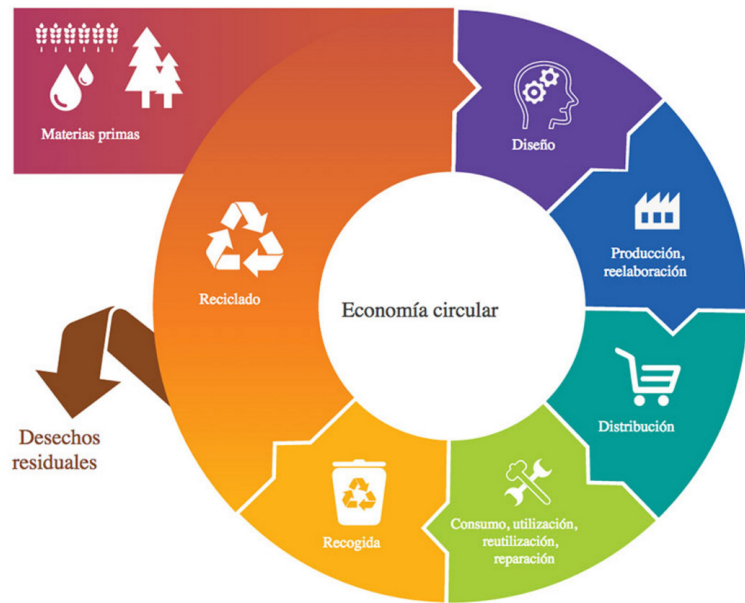 Materias primas
Diseño
Producción,
reelaboración
Distribución
Consumo, utilización,
reutilización,
reparación
Recogida
Reciclado
Desechos
residuales
Economía circular